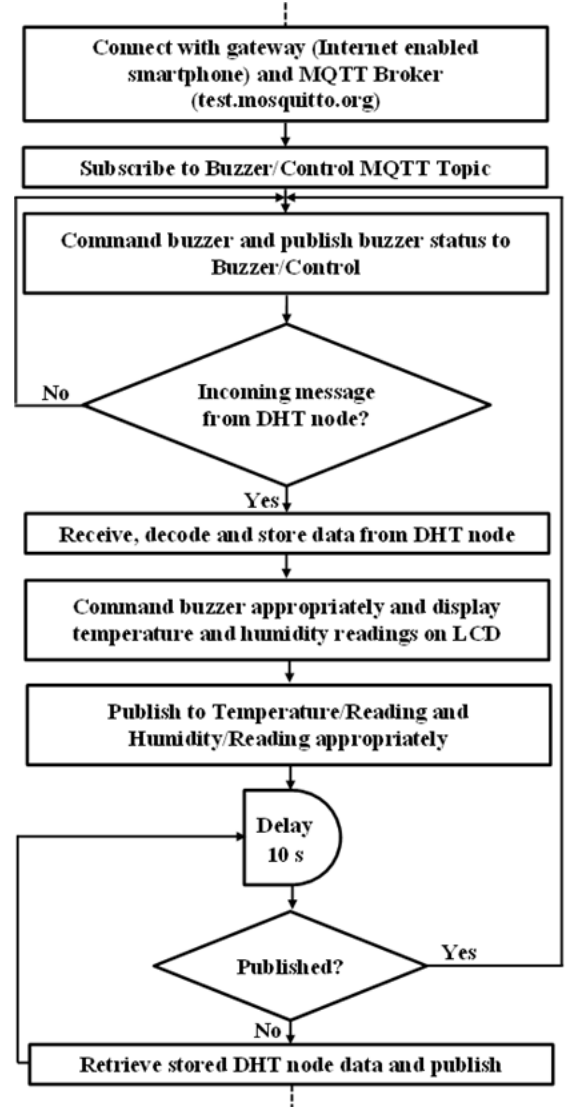 Connect with gateway (Internet enabled
smartphone) and MQTT Broker
(test.mosquitto.org)
Subscribe to Buzzer/Control MQTT Topic
Command buzzer and publish buzzer status to
Buzzer/Control
Incoming message
from DHT node?
No
Yes
Receive, decode and store data from DHT node
Command buzzer appropriately and display
temperature and humidity readings on LCD
Publish to Temperature/Reading and
Humidity/Reading appropriately
Delay
10 s
Published?
Yes
No
Retrieve stored DHT node data and publish